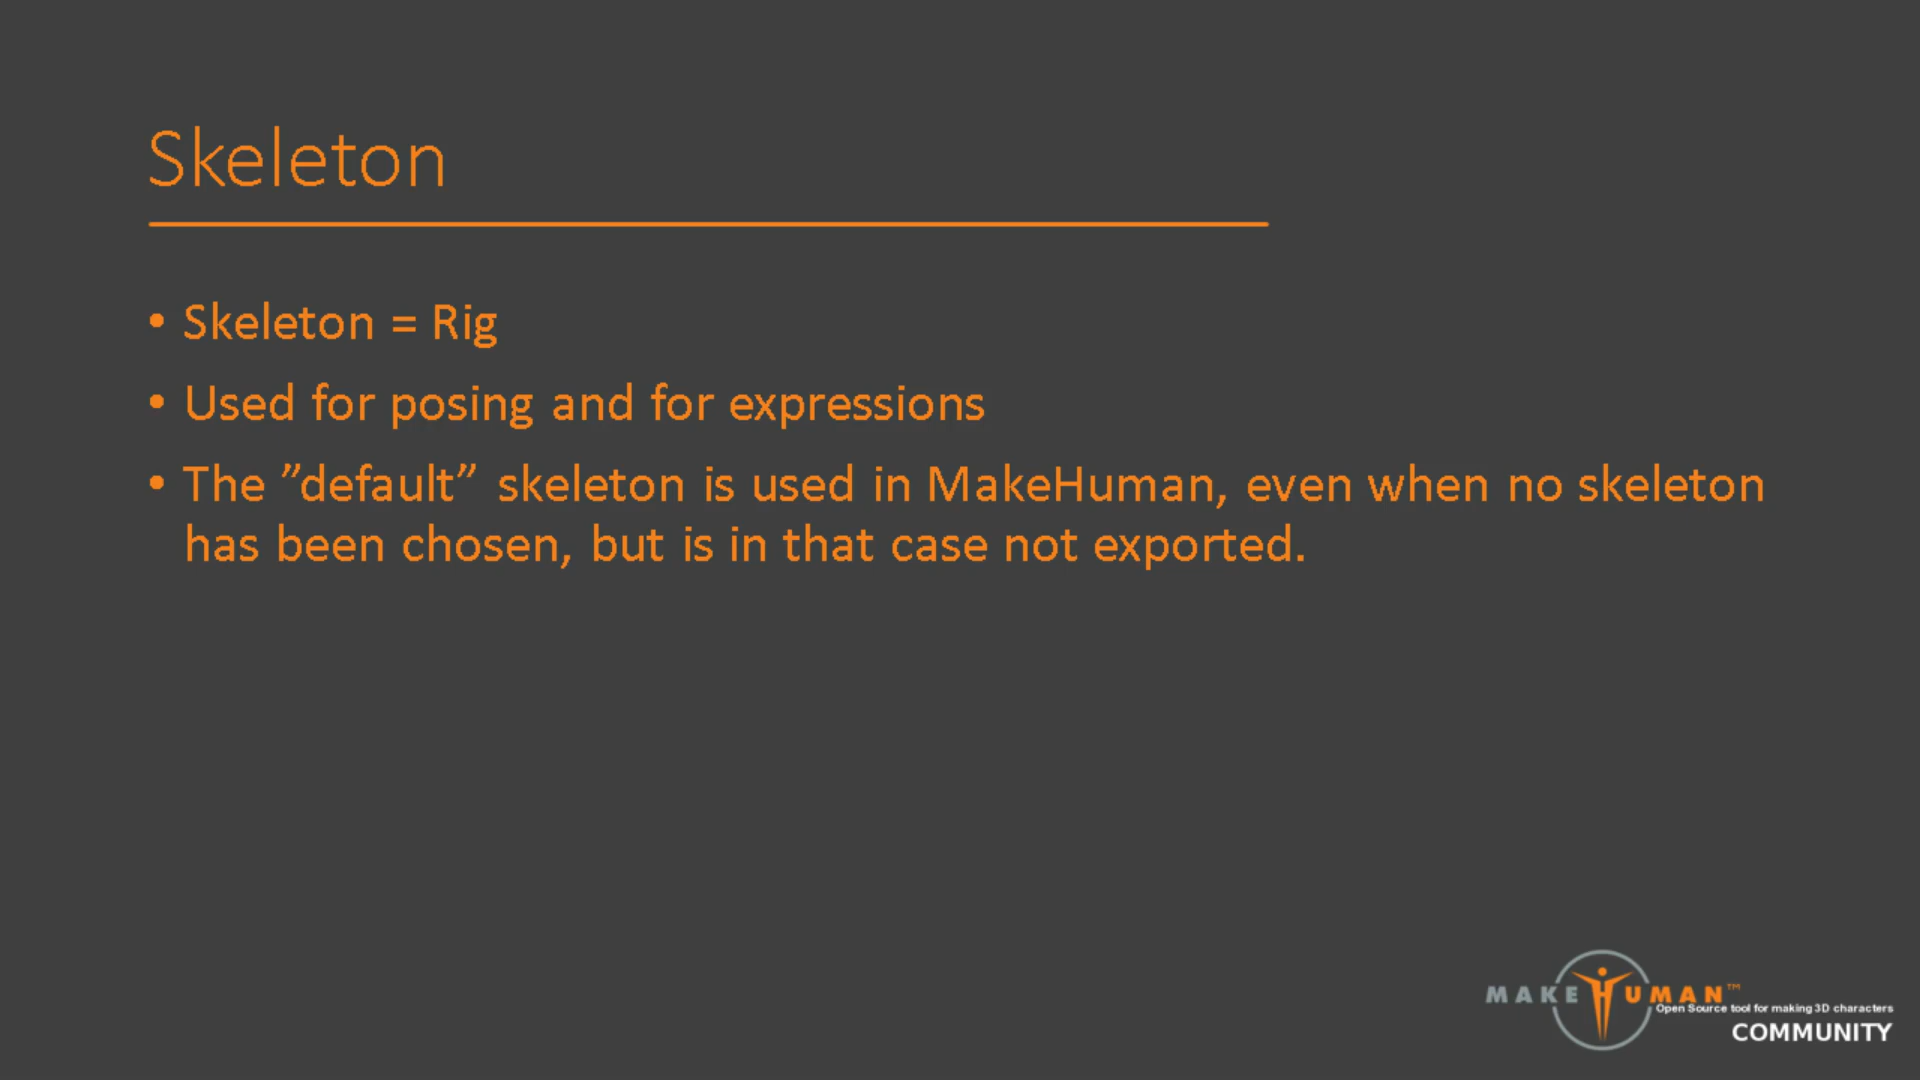 Skeleton
• Skeleton = Rig
• Used for posing and for expressions
• The ”default” skeleton is used in MakeHuman, even when no skeleton
has been chosen, but is in that case not exported.
MAKEHUMAN™
Open Source tool for making 3D characters
COMMUNITY